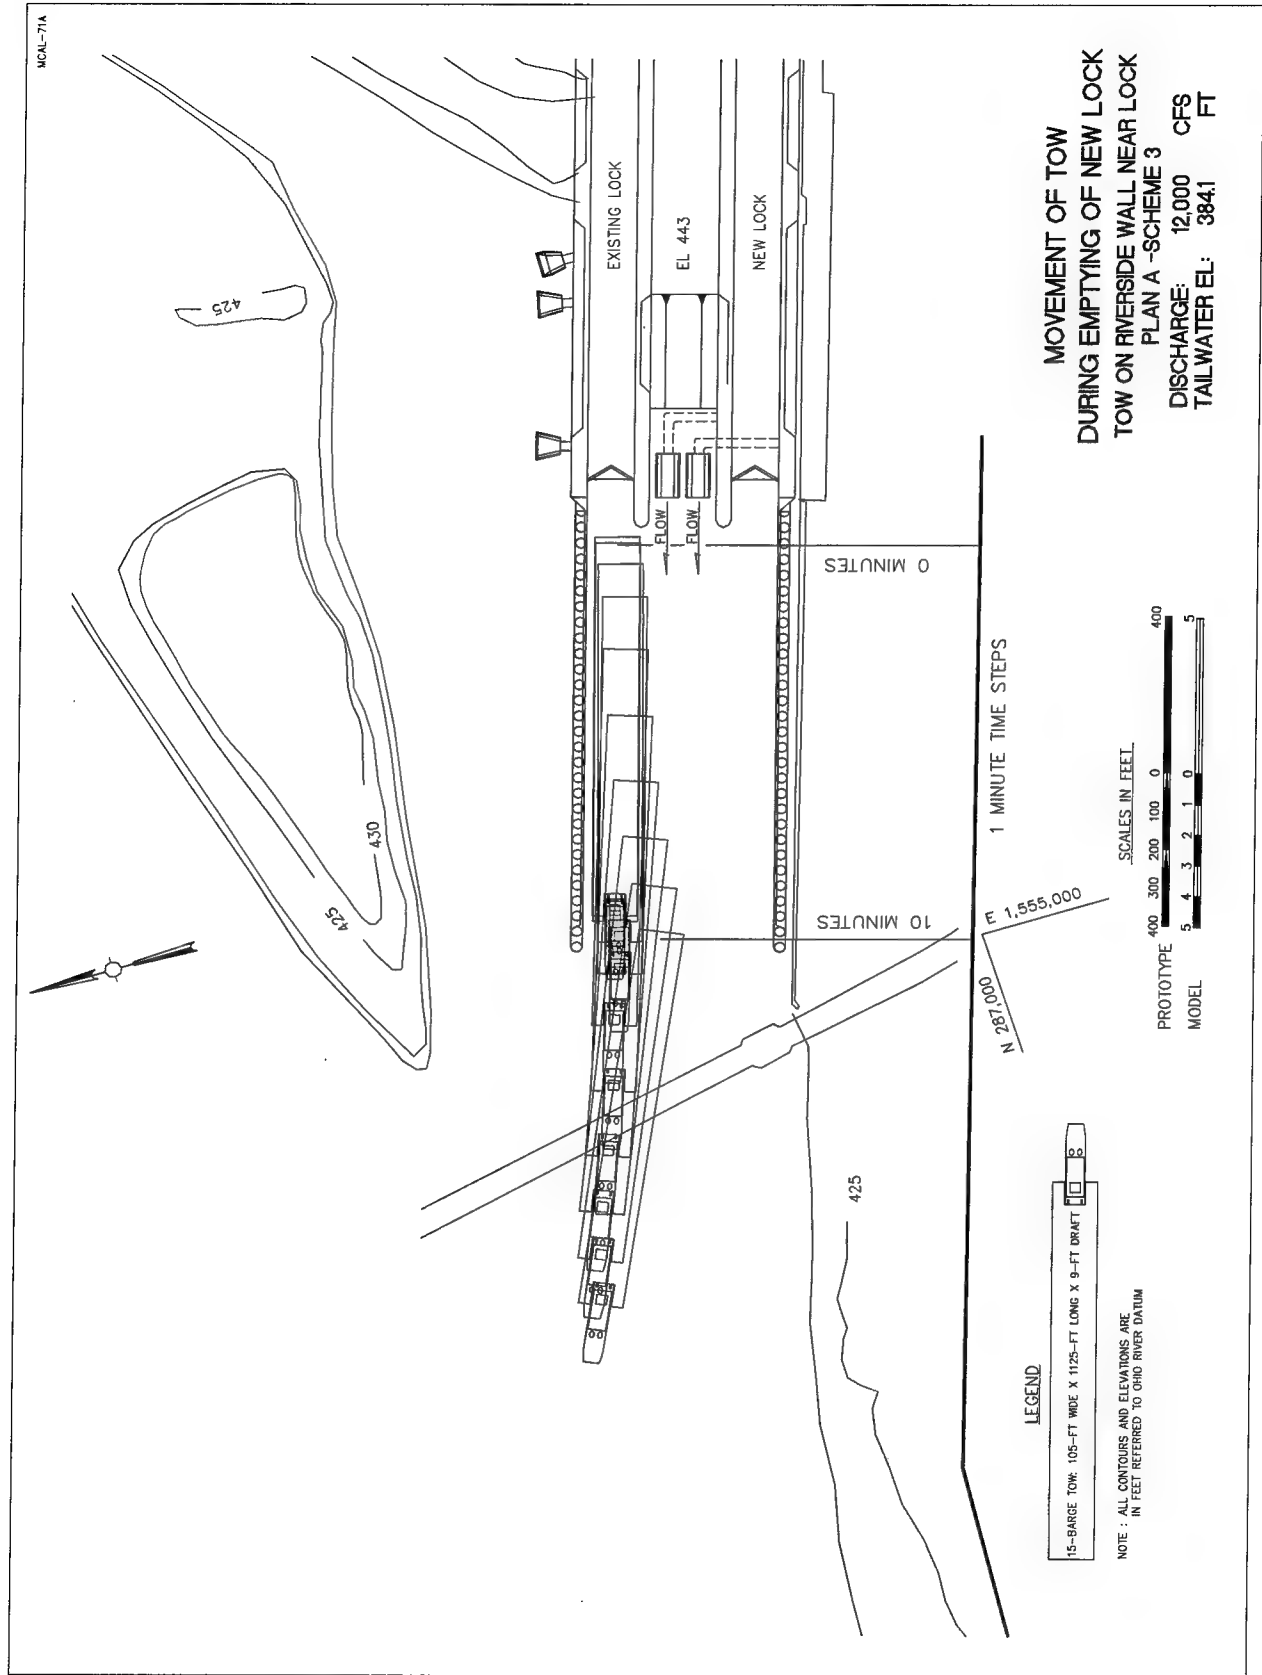 MCAL-71A
425
EXISTING LOCK
EL 443
NEW LOCK
FLOW
FLOW
0 MINUTES
430
425
10 MINUTES
1 MINUTE TIME STEPS
E 1,555,000
N 287,000
425
MOVEMENT OF TOW
DURING EMPTYING OF NEW LOCK
TOW ON RIVERSIDE WALL NEAR LOCK
PLAN A -SCHEME 3
DISCHARGE: 12,000 CFS
TAILWATER EL: 384.1 FT
SCALES IN FEET
PROTOTYPE 400 300 200 100 0 400
MODEL 5 4 3 2 1 0 5
LEGEND
15-BARGE TOW: 105-FT WIDE X 1125-FT LONG X 9-FT DRAFT
NOTE : ALL CONTOURS AND ELEVATIONS ARE
IN FEET REFERRED TO OHIO RIVER DATUM